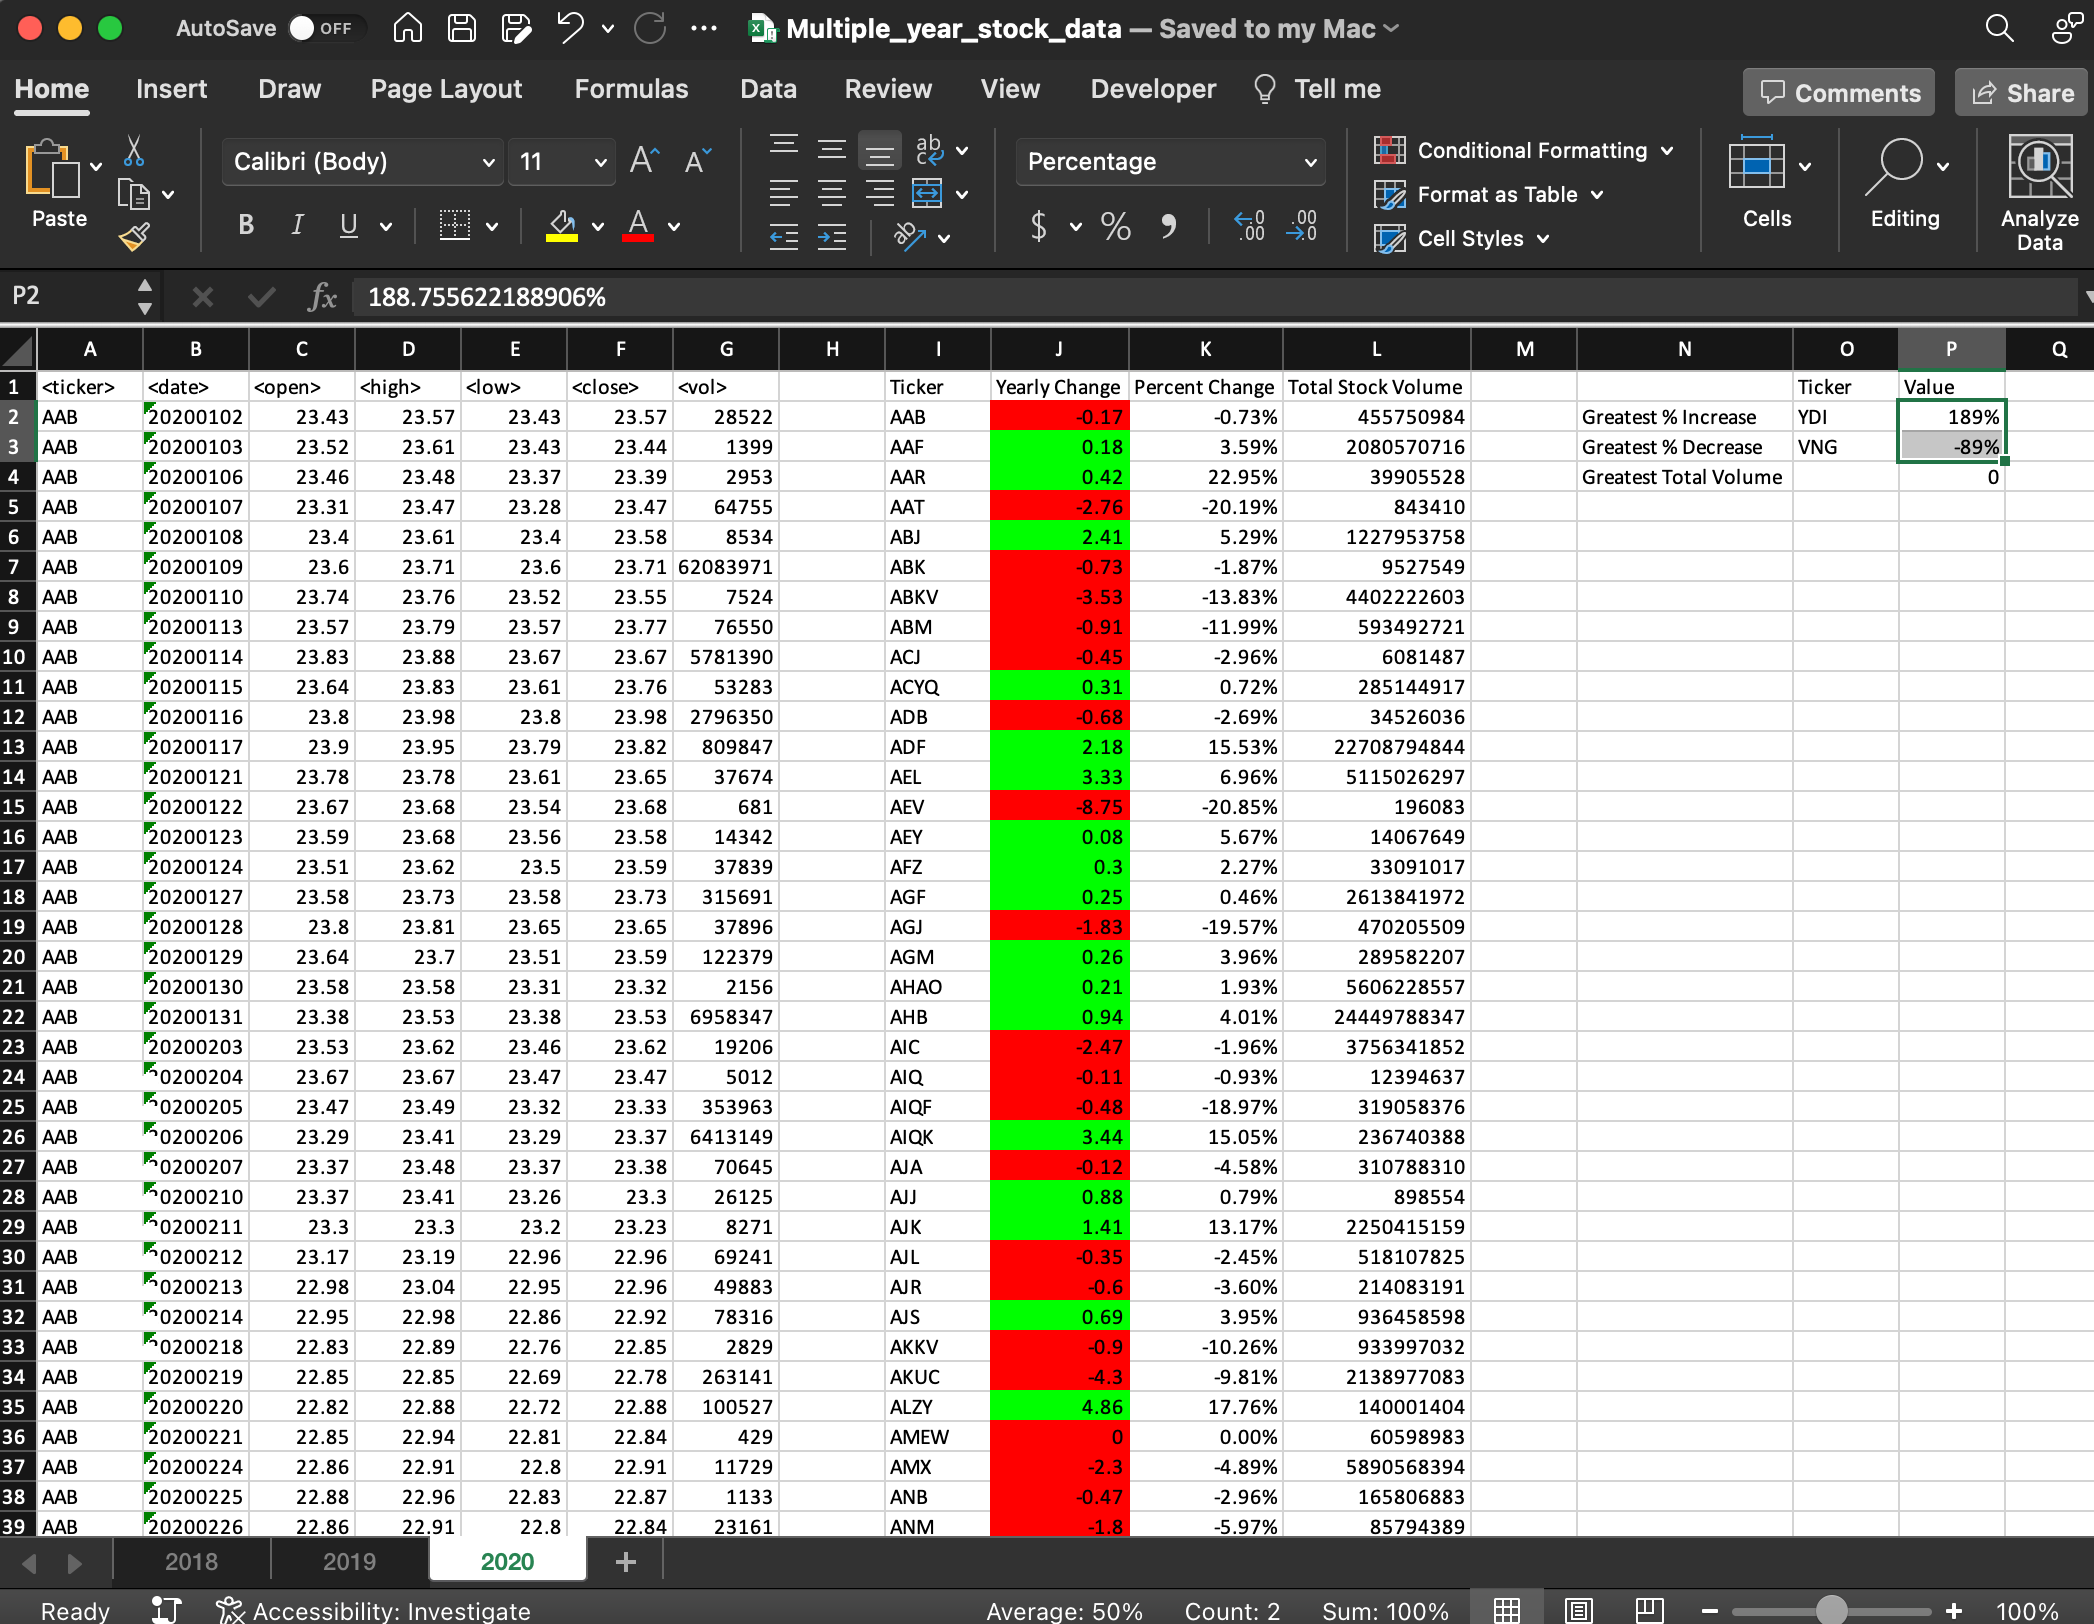 AutoSave OFF Multiple_year_stock_data — Saved to my Mac
Home Insert Draw Page Layout Formulas Data Review View Developer Tell me Comments Share
Paste Calibri (Body) 11 A A ab Percentage Conditional Formatting Format as Table Cell Styles Cells Editing Analyze Data
B I U A $ % 9 .00 .00
P2 fx 188.755622188906%
A B C D E F G H I J K L M N O P Q
1 <ticker> <date> <open> <high> <low> <close> <vol> Ticker Yearly Change Percent Change Total Stock Volume Ticker Value
2 AAB 20200102 23.43 23.57 23.43 23.57 28522 AAB -0.17 -0.73% 455750984 Greatest % Increase YDI 189%
3 AAB 20200103 23.52 23.61 23.43 23.44 1399 AAF 0.18 3.59% 2080570716 Greatest % Decrease VNG -89%
4 AAB 20200106 23.46 23.48 23.37 23.39 2953 AAR 0.42 22.95% 39905528 Greatest Total Volume 0
5 AAB 20200107 23.31 23.47 23.28 23.47 64755 AAT -2.76 -20.19% 843410
6 AAB 20200108 23.4 23.61 23.4 23.58 8534 ABJ 2.41 5.29% 1227953758
7 AAB 20200109 23.6 23.71 23.6 23.71 62083971 ABK -0.73 -1.87% 9527549
8 AAB 20200110 23.74 23.76 23.52 23.55 7524 ABKV -3.53 -13.83% 4402222603
9 AAB 20200113 23.57 23.79 23.57 23.77 76550 ABM -0.91 -11.99% 593492721
10 AAB 20200114 23.83 23.88 23.67 23.67 5781390 ACJ -0.45 -2.96% 6081487
11 AAB 20200115 23.64 23.83 23.61 23.76 53283 ACYQ 0.31 0.72% 285144917
12 AAB 20200116 23.8 23.98 23.8 23.98 2796350 ADB -0.68 -2.69% 34526036
13 AAB 20200117 23.9 23.95 23.79 23.82 809847 ADF 2.18 15.53% 22708794844
14 AAB 20200121 23.78 23.78 23.61 23.65 37674 AEL 3.33 6.96% 5115026297
15 AAB 20200122 23.67 23.68 23.54 23.68 681 AEV -8.75 -20.85% 196083
16 AAB 20200123 23.59 23.68 23.56 23.58 14342 AEY 0.08 5.67% 14067649
17 AAB 20200124 23.51 23.62 23.5 23.59 37839 AFZ 0.3 2.27% 33091017
18 AAB 20200127 23.58 23.73 23.58 23.73 315691 AGF 0.25 0.46% 2613841972
19 AAB 20200128 23.8 23.81 23.65 23.65 37896 AGJ -1.83 -19.57% 470205509
20 AAB 20200129 23.64 23.7 23.51 23.59 122379 AGM 0.26 3.96% 289582207
21 AAB 20200130 23.58 23.58 23.31 23.32 2156 AHAO 0.21 1.93% 5606228557
22 AAB 20200131 23.38 23.53 23.38 23.53 6958347 AHB 0.94 4.01% 24449788347
23 AAB 20200203 23.53 23.62 23.46 23.62 19206 AIC -2.47 -1.96% 3756341852
24 AAB 20200204 23.67 23.67 23.47 23.47 5012 AIQ -0.11 -0.93% 12394637
25 AAB 20200205 23.47 23.49 23.32 23.33 353963 AIQF -0.48 -18.97% 319058376
26 AAB 20200206 23.29 23.41 23.29 23.37 6413149 AIQK 3.44 15.05% 236740388
27 AAB 20200207 23.37 23.48 23.37 23.38 70645 AJA -0.12 -4.58% 310788310
28 AAB 20200210 23.37 23.41 23.26 23.3 26125 AJJ 0.88 0.79% 898554
29 AAB 20200211 23.3 23.3 23.2 23.23 8271 AJK 1.41 13.17% 2250415159
30 AAB 20200212 23.17 23.19 22.96 22.96 69241 AJL -0.35 -2.45% 518107825
31 AAB 20200213 22.98 23.04 22.95 22.96 49883 AJR -0.6 -3.60% 214083191
32 AAB 20200214 22.95 22.98 22.86 22.92 78316 AJS 0.69 3.95% 936458598
33 AAB 20200218 22.83 22.89 22.76 22.85 2829 AKKV -0.9 -10.26% 933997032
34 AAB 20200219 22.85 22.85 22.69 22.78 263141 AKUC -4.3 -9.81% 2138977083
35 AAB 20200220 22.82 22.88 22.72 22.88 100527 ALZY 4.86 17.76% 140001404
36 AAB 20200221 22.85 22.94 22.81 22.84 429 AMEW 0 0.00% 60598983
37 AAB 20200224 22.86 22.91 22.8 22.91 11729 AMX -2.3 -4.89% 5890568394
38 AAB 20200225 22.88 22.96 22.83 22.87 1133 ANB -0.47 -2.96% 165806883
39 AAB 20200226 22.86 22.91 22.8 22.84 23161 ANM -1.8 -5.97% 85794389
2018 2019 2020 +
Ready Accessibility: Investigate Average: 50% Count: 2 Sum: 100% 100%